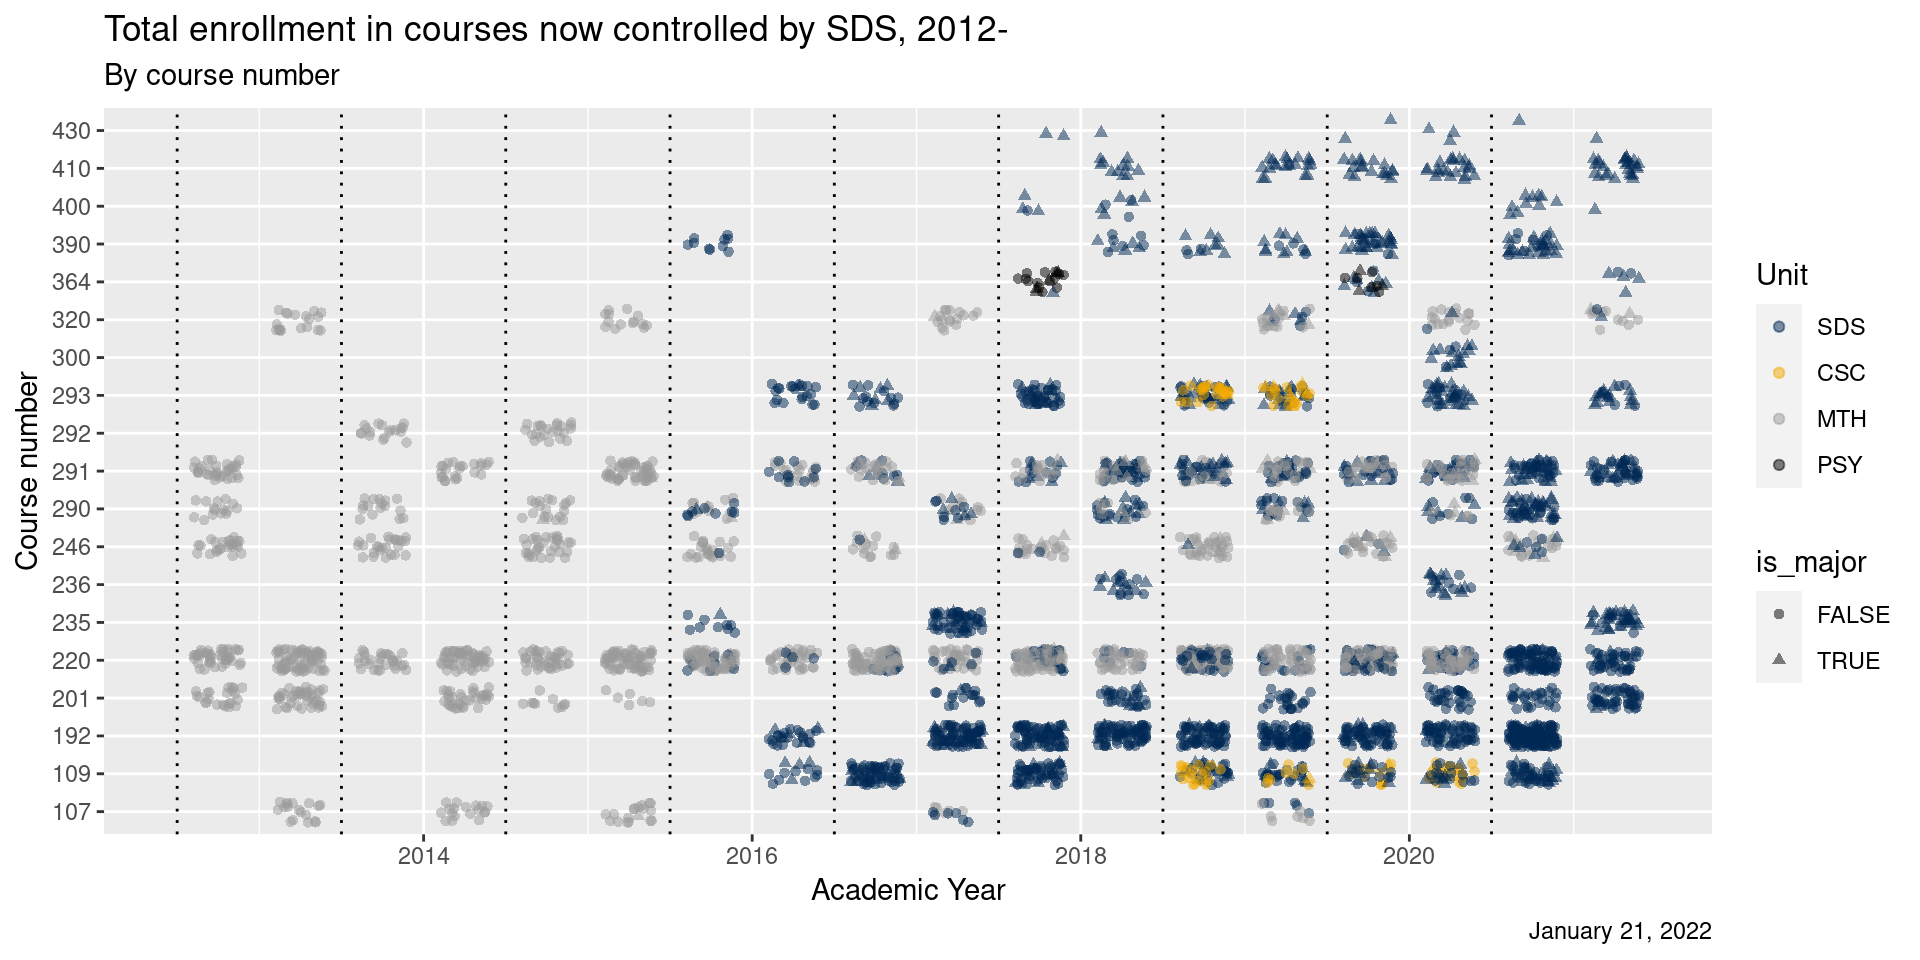 Total enrollment in courses now controlled by SDS, 2012-
By course number
Course number
430
410
400
390
364
320
300
293
292
291
290
246
236
235
220
201
192
109
107
2014
2016
2018
2020
Academic Year
Unit
SDS
CSC
MTH
PSY
is_major
FALSE
TRUE
January 21, 2022